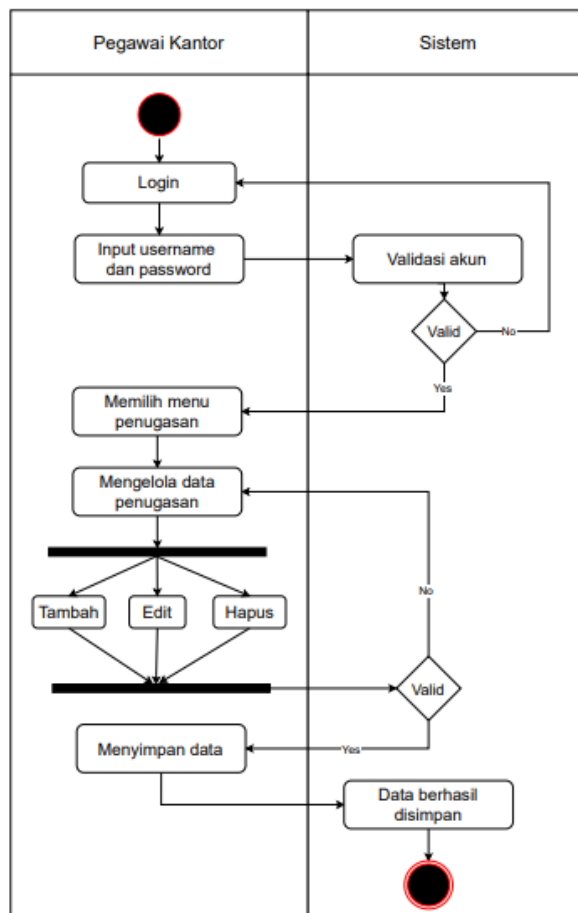 Pegawai Kantor
Sistem
Login
Input username
dan password
Validasi akun
Valid
No
Yes
Memilih menu
penugasan
Mengelola data
penugasan
No
Tambah
Edit
Hapus
Valid
Yes
Menyimpan data
Data berhasil
disimpan